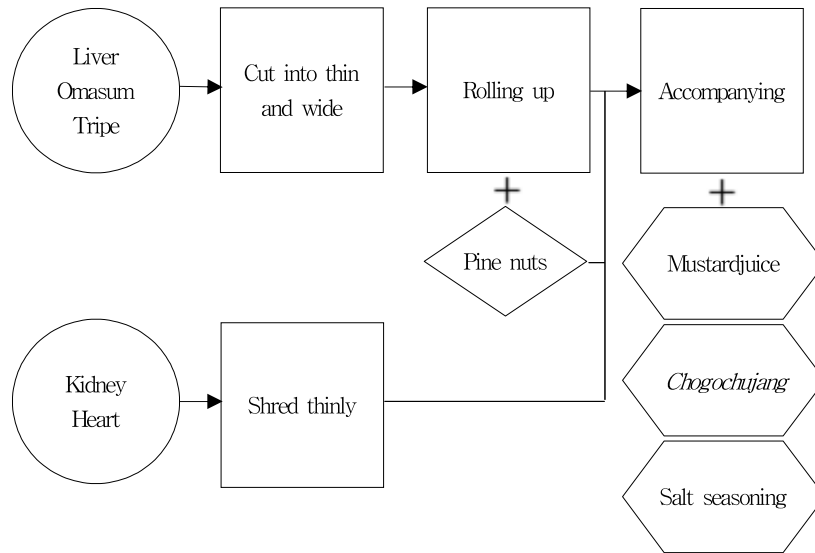 Liver
Omasum
Tripe
Cut into thin
and wide
Rolling up
Accompanying
+
+
Pine nuts
Mustardjuice
Kidney
Heart
Shred thinly
Chogochujang
Salt seasoning